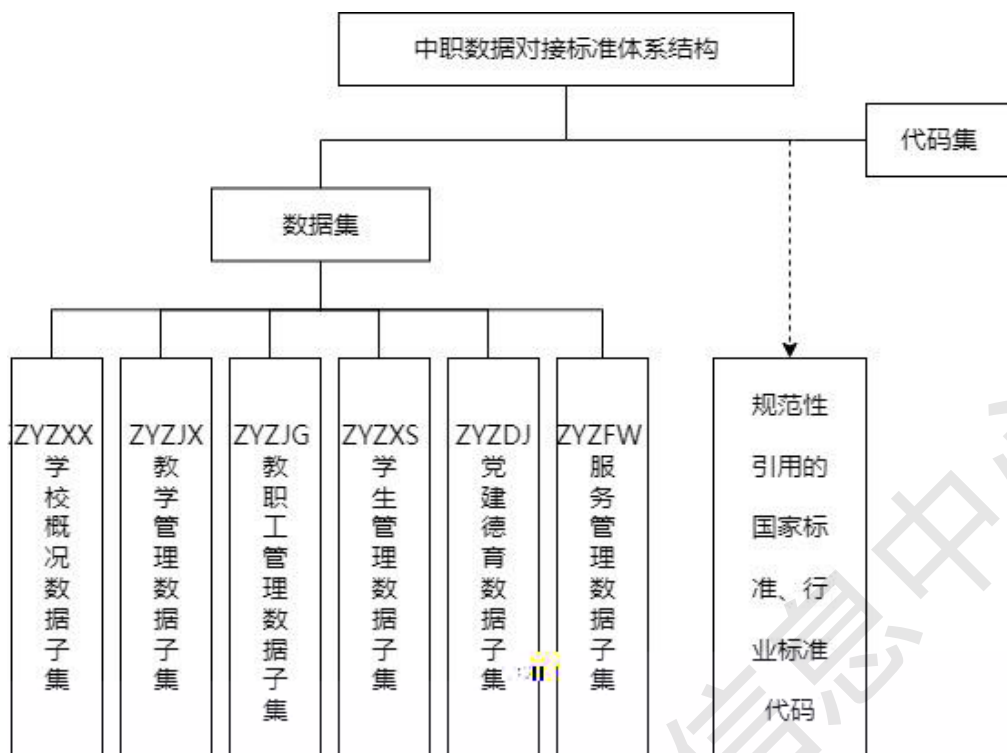 中职数据对接标准体系结构
代码集
数据集
ZYZXX
学校概况数据子集
ZYZJX
教学管理数据子集
ZYZJG
教职工管理数据子集
ZYZXS
学生管理数据子集
ZYZDJ
党建德育数据子集
ZYZFW
服务管理数据子集
规范性
引用的
国家标
准、行
业标准
代码
信息中